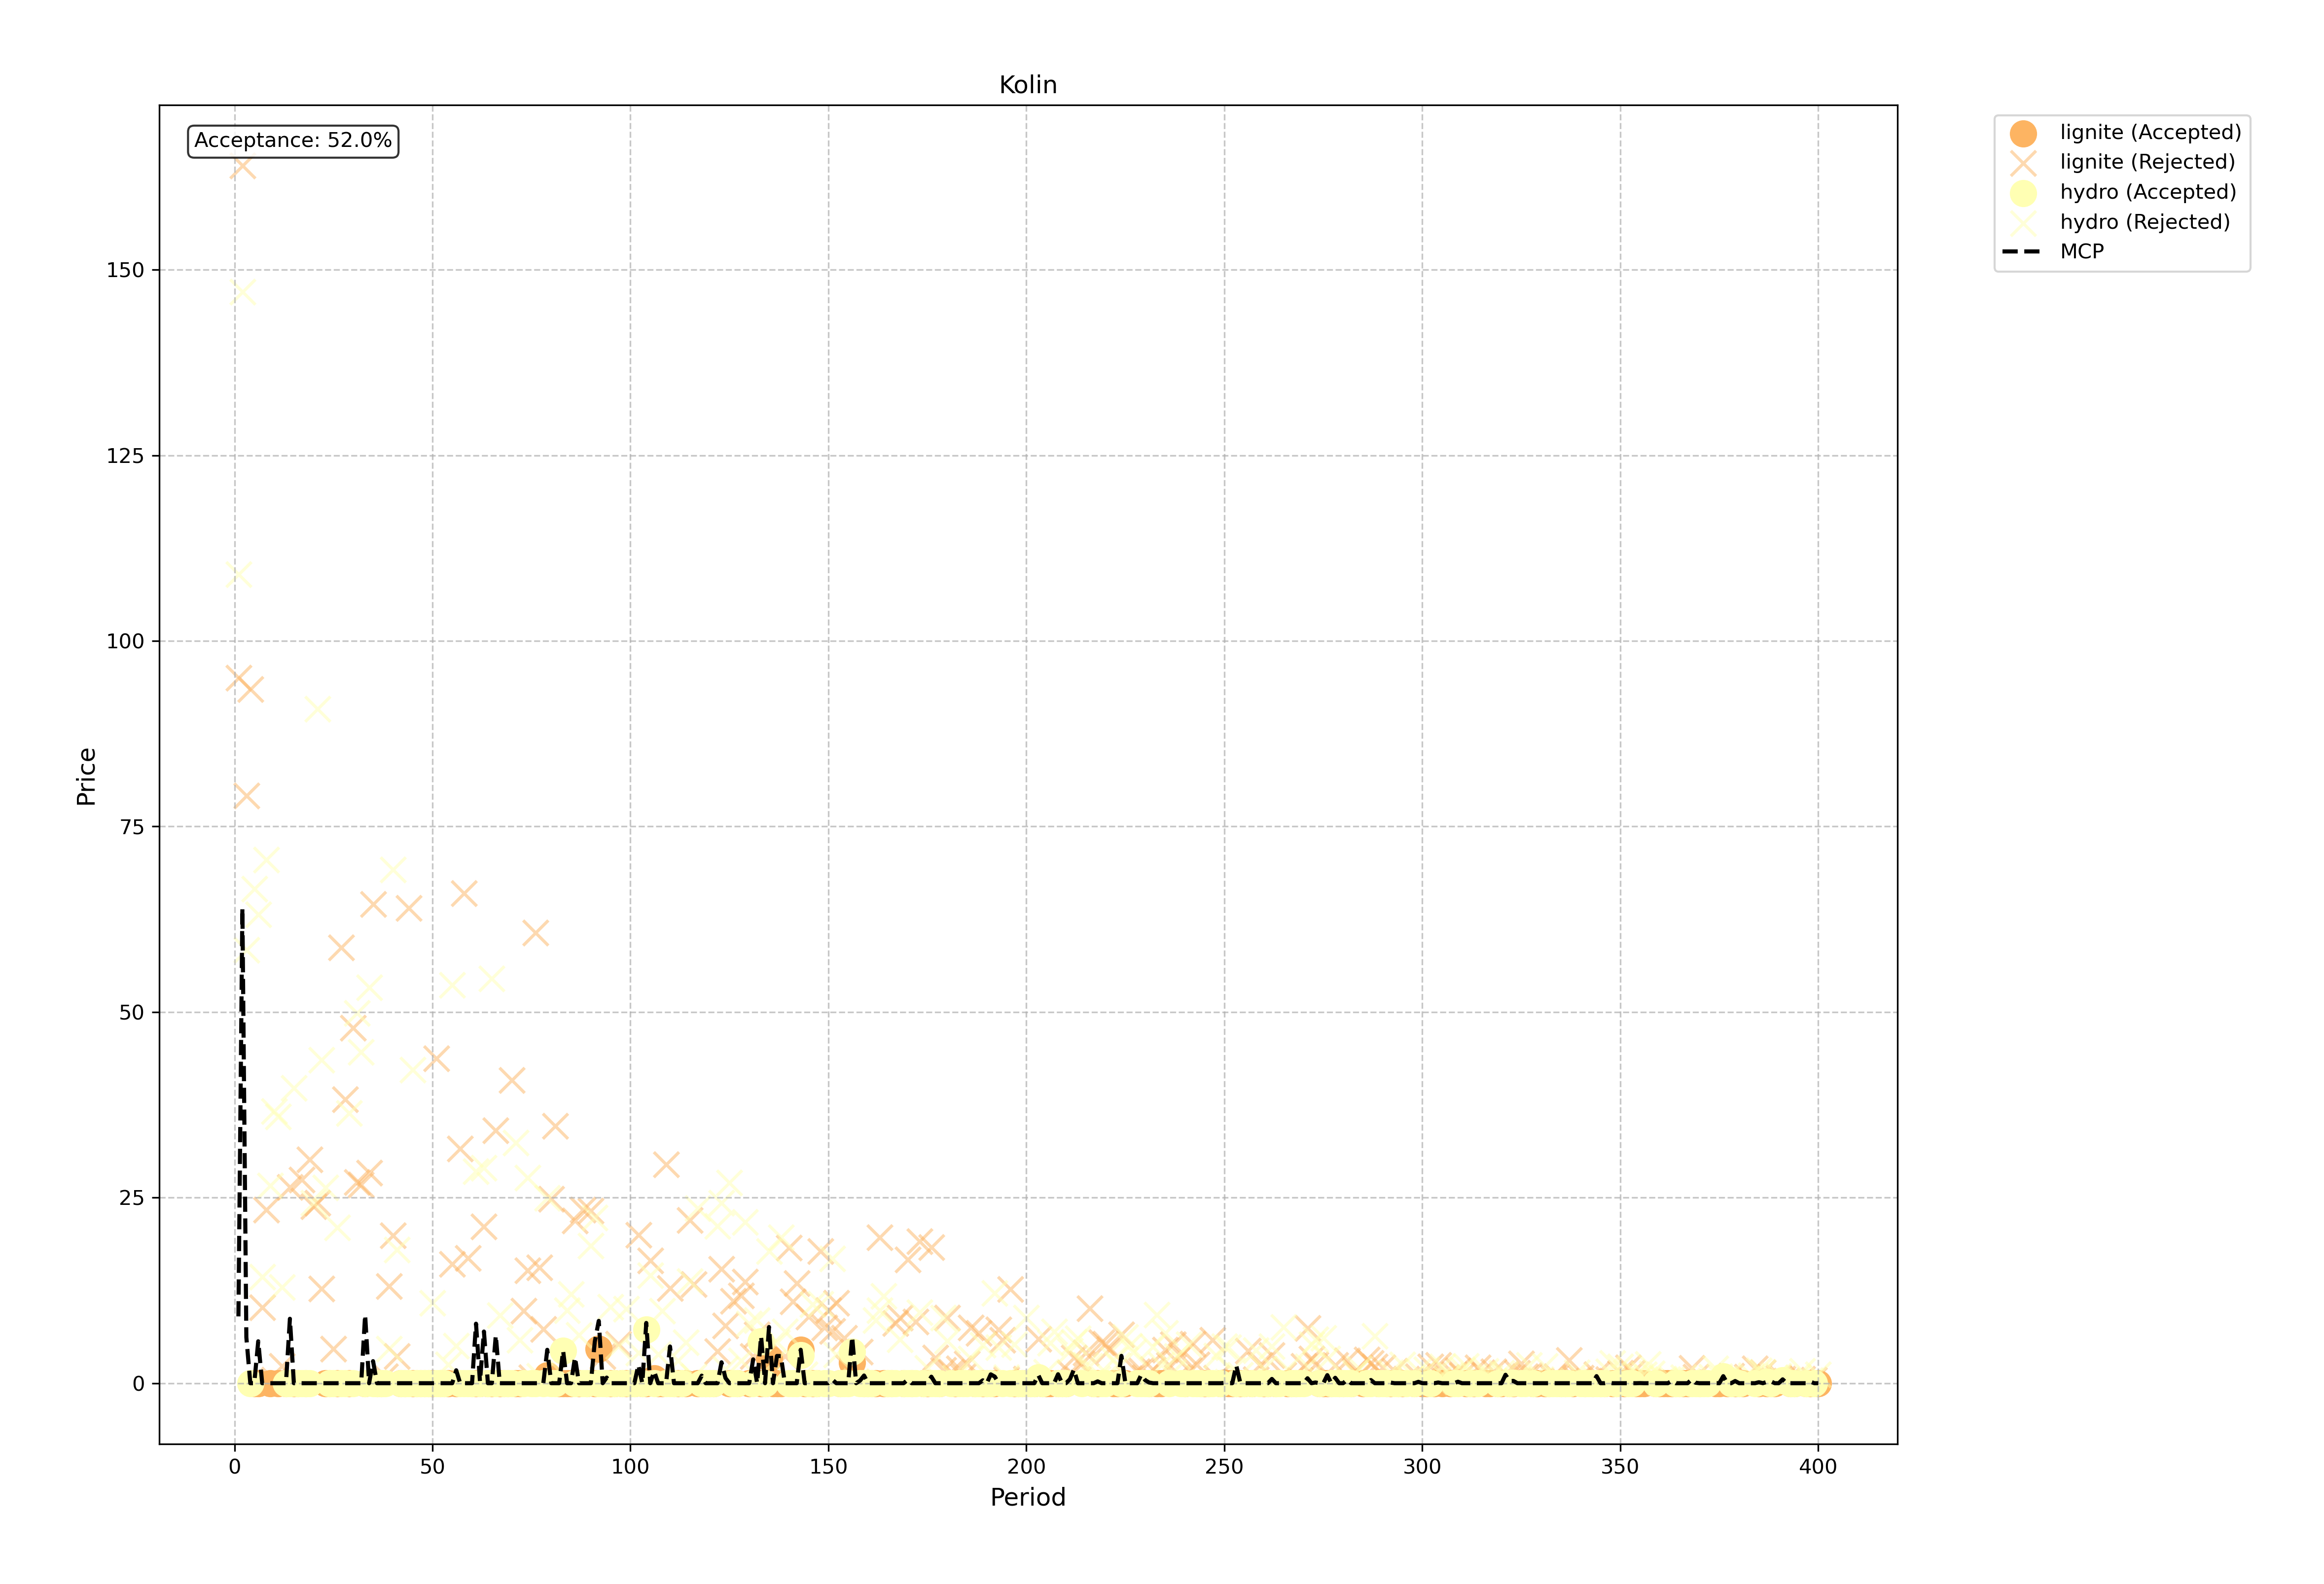 Kolin
Acceptance: 52.0%
lignite (Accepted)
lignite (Rejected)
hydro (Accepted)
hydro (Rejected)
MCP
Price
150
125
100
75
50
25
0
0 50 100 150 200 250 300 350 400
Period